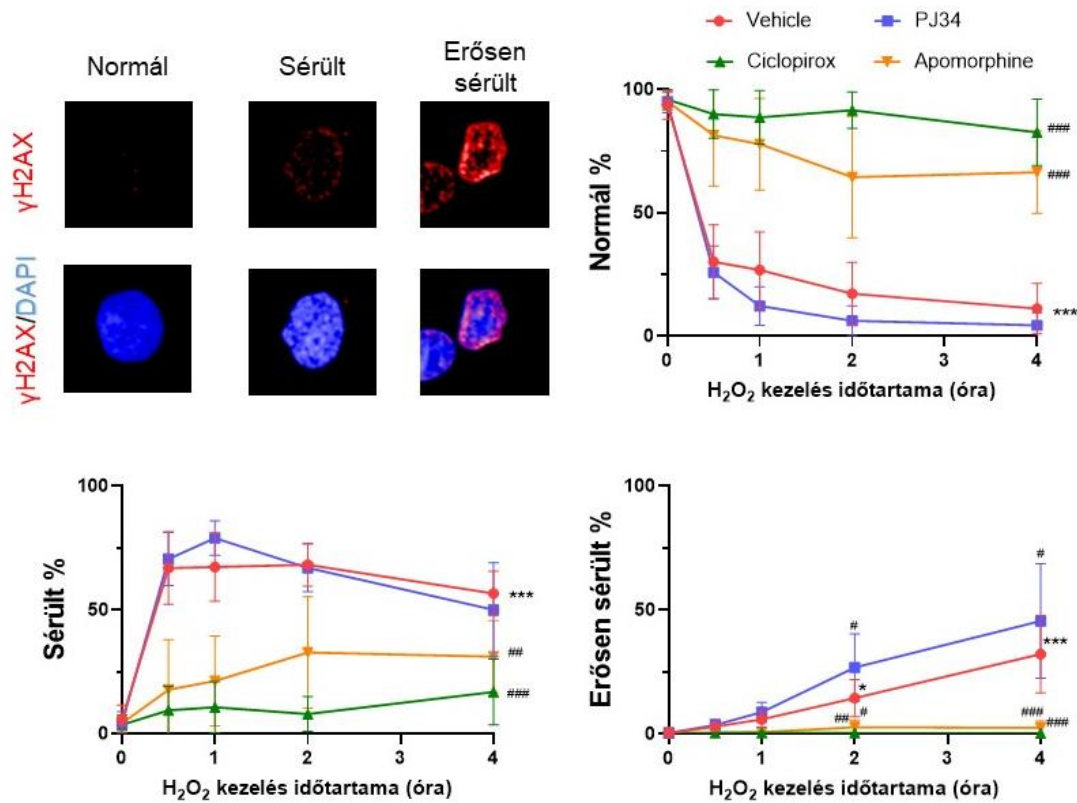 Normál
Sérült
Erősen
sérült
γH2AX
γH2AX/DAPI
Vehicle
PJ34
Ciclopirox
Apomorphine
Normál %
100
50
0
###
###
***
0 1 2 3 4
H₂O₂ kezelés időtartama (óra)
Sérült %
100
50
0
***
##
###
0 1 2 3 4
H₂O₂ kezelés időtartama (óra)
Erősen sérült %
100
50
0
#
#
***
*
## #
### ###
0 1 2 3 4
H₂O₂ kezelés időtartama (óra)